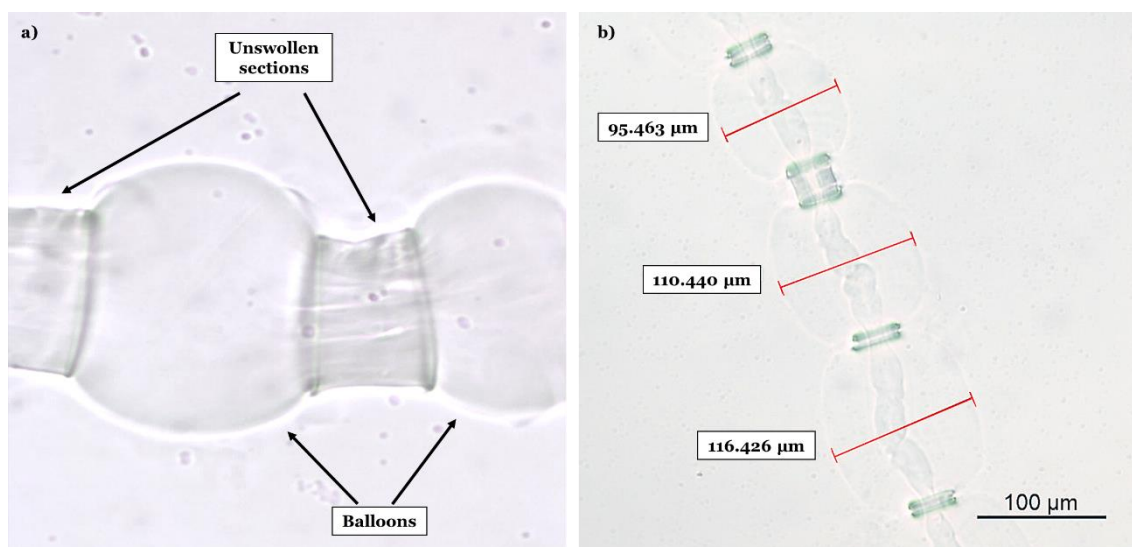 a)
Unswollen
sections
Balloons
b)
95.463 µm
110.440 µm
116.426 µm
100 µm